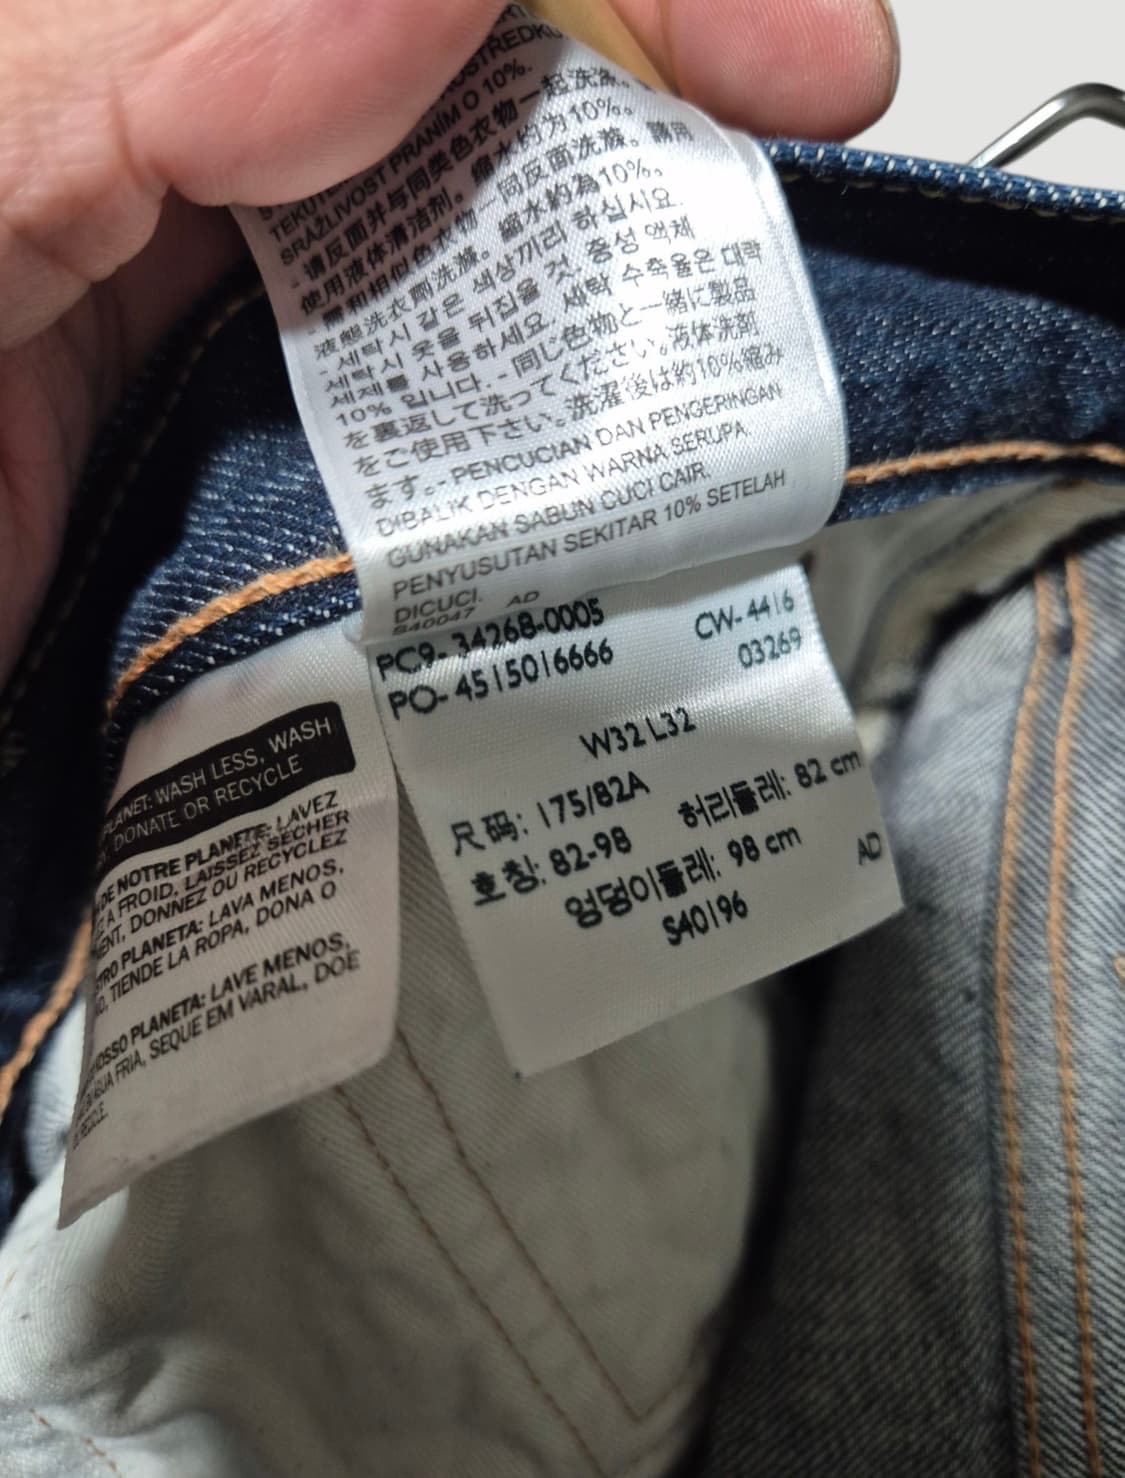 STŘEDKU
SRÁŽLIVOST PRANÍM O 10%.
- 请反面并与同类色衣物一起洗涤。
使用液体清洁剂。缩水约为10%。
- 需和相似色衣物一同反面洗滌。
液態洗衣劑洗滌。縮水約為10%。
- 세탁시 같은 색상끼리 하십시요.
세탁시 옷을 뒤집을 것. 중성 액체
세제를 사용하세요. 세탁 수축율은 대략
10% 입니다. - 同じ色物と一緒に製品
を裏返して洗ってください。液体洗剤
をご使用下さい。洗濯後は約10%縮み
ます。- PENCUCIAN DAN PENGERINGAN
DIBALIK DENGAN WARNA SERUPA.
GUNAKAN SABUN CUCI CAIR.
PENYUSUTAN SEKITAR 10% SETELAH
DICUCI. AD
S40047
PC9- 34268-0005 CW- 4416
PO- 4515016666 03269
W32 L32
尺码: 175/82A
호칭: 82-98 허리둘레: 82 cm
엉덩이둘레: 98 cm
S40196 AD
PLANET: WASH LESS, WASH
DONATE OR RECYCLE
DE NOTRE PLANETE: LAVEZ
A FROID, LAISSEZ SECHER
DONNEZ OU RECYCLEZ
PLANETA: LAVA MENOS,
TIENDE LA ROPA, DONA O
NOSSO PLANETA: LAVE MENOS,
ÁGUA FRIA, SEQUE EM VARAL, DOE